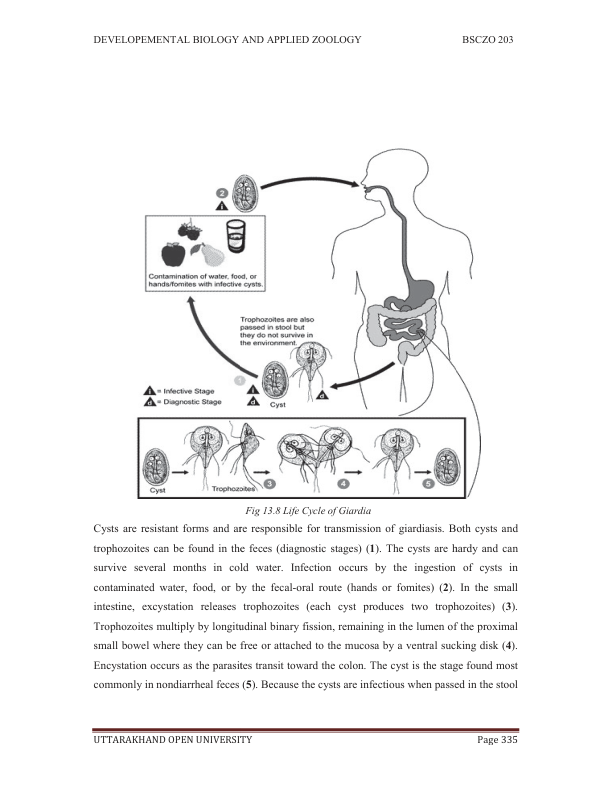 DEVELOPEMENTAL BIOLOGY AND APPLIED ZOOLOGY BSCZO 203
2
i
Contamination of water, food, or
hands/fomites with infective cysts.
Trophozoites are also
passed in stool but
they do not survive in
the environment.
1
i
d
d
Cyst
i = Infective Stage
d = Diagnostic Stage
Cyst
Trophozoites
3
4
5
Fig 13.8 Life Cycle of Giardia
Cysts are resistant forms and are responsible for transmission of giardiasis. Both cysts and
trophozoites can be found in the feces (diagnostic stages) (1). The cysts are hardy and can
survive several months in cold water. Infection occurs by the ingestion of cysts in
contaminated water, food, or by the fecal-oral route (hands or fomites) (2). In the small
intestine, excystation releases trophozoites (each cyst produces two trophozoites) (3).
Trophozoites multiply by longitudinal binary fission, remaining in the lumen of the proximal
small bowel where they can be free or attached to the mucosa by a ventral sucking disk (4).
Encystation occurs as the parasites transit toward the colon. The cyst is the stage found most
commonly in nondiarrheal feces (5). Because the cysts are infectious when passed in the stool
UTTARAKHAND OPEN UNIVERSITY Page 335